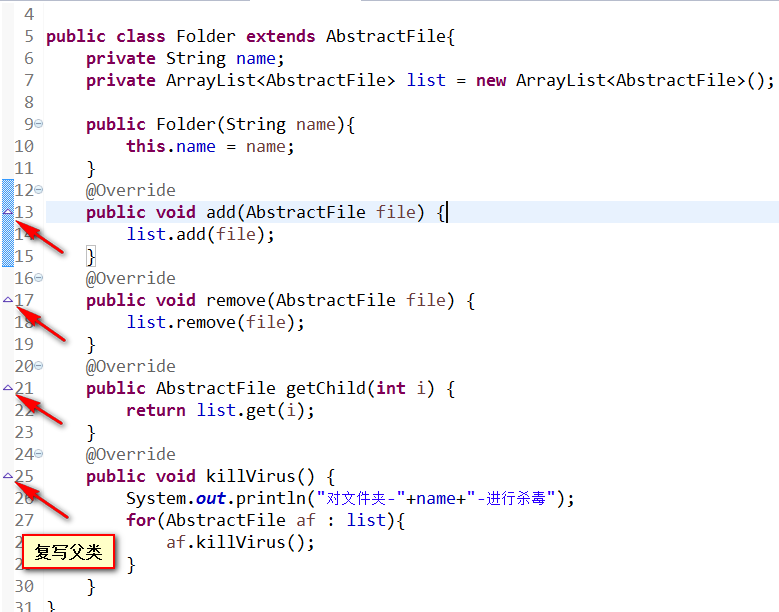 4
5 public class Folder extends AbstractFile{
6     private String name;
7     private ArrayList<AbstractFile> list = new ArrayList<AbstractFile>();
8
9     public Folder(String name){
10         this.name = name;
11     }
12     @Override
13     public void add(AbstractFile file) {
14         list.add(file);
15     }
16     @Override
17     public void remove(AbstractFile file) {
18         list.remove(file);
19     }
20     @Override
21     public AbstractFile getChild(int i) {
22         return list.get(i);
23     }
24     @Override
25     public void killVirus() {
26         System.out.println("对文件夹-"+name+"-进行杀毒");
27         for(AbstractFile af : list){
2             af.killVirus();
复写父类
2         }
30     }
31 }